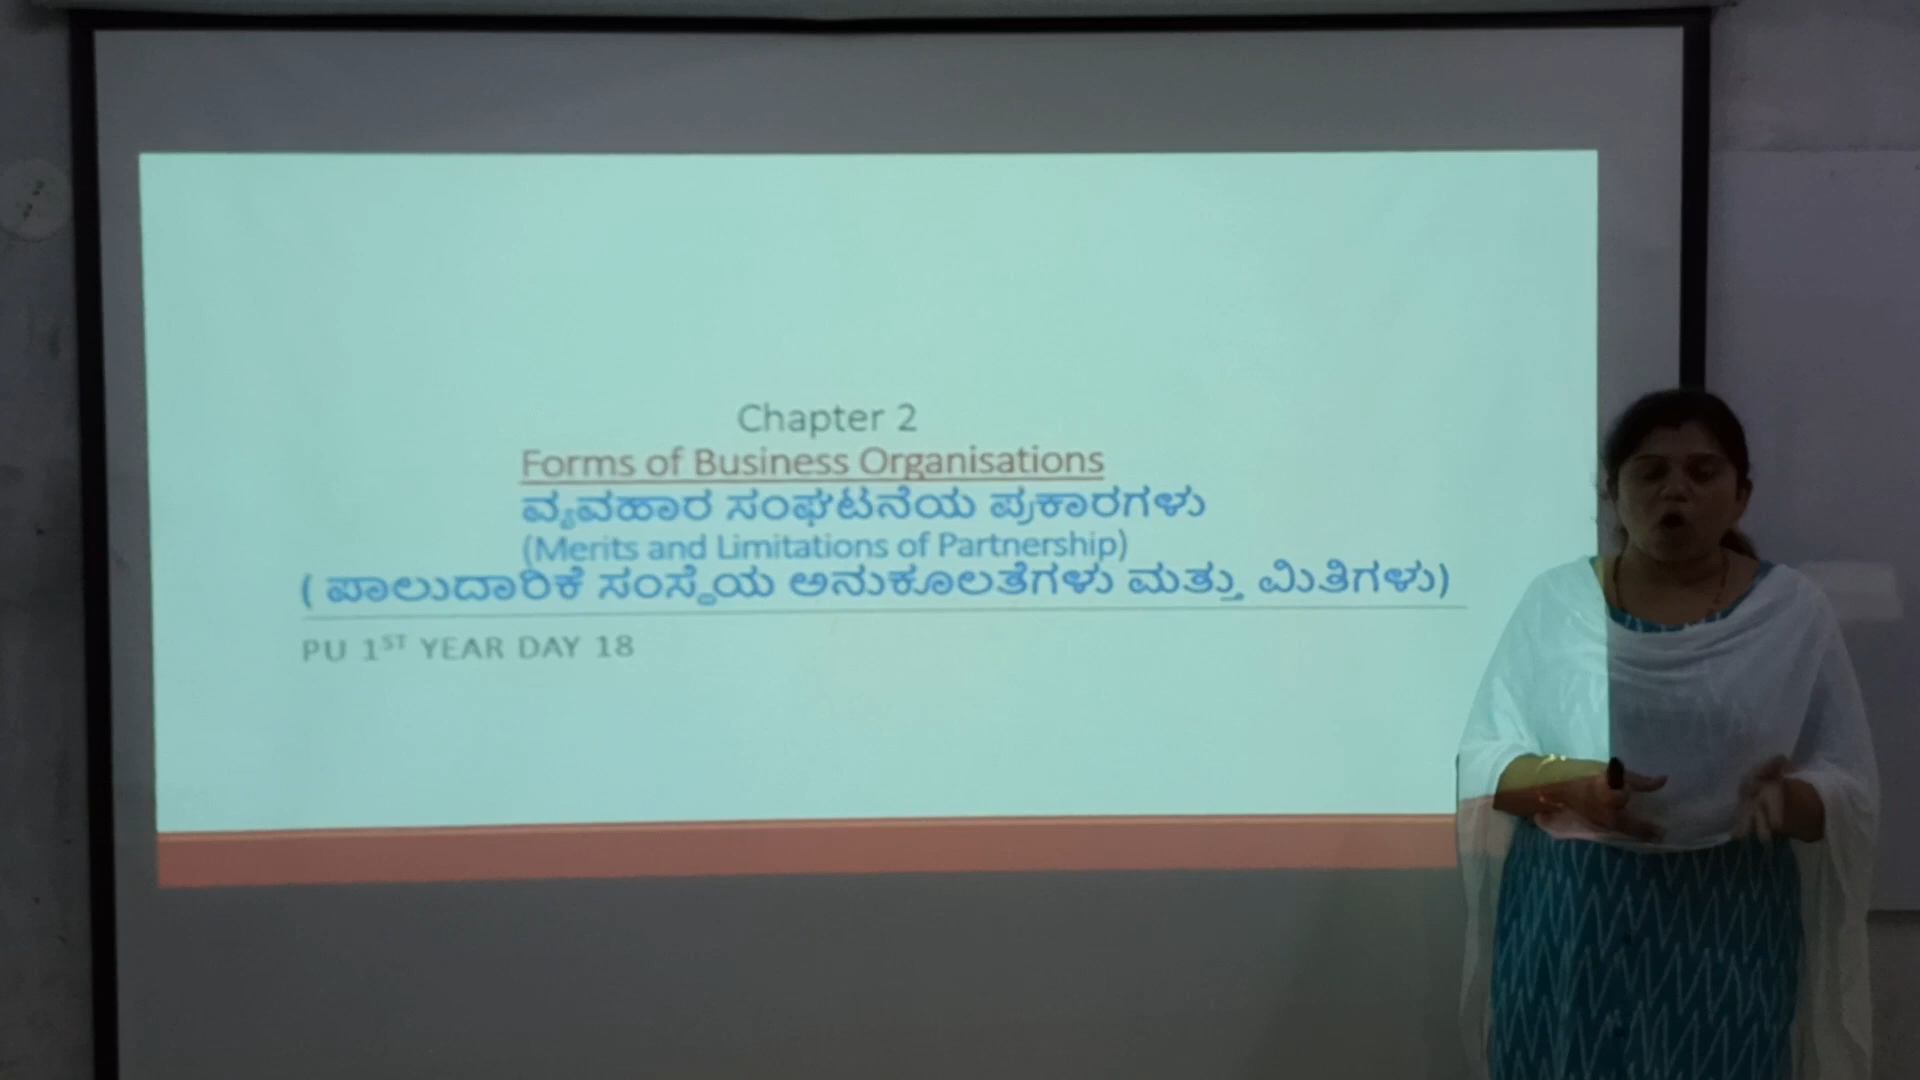 Chapter 2
Forms of Business Organisations
ವ್ಯವಹಾರ ಸಂಘಟನೆಯ ಪ್ರಕಾರಗಳು
(Merits and Limitations of Partnership)
( ಪಾಲುದಾರಿಕೆ ಸಂಸ್ಥೆಯ ಅನುಕೂಲತೆಗಳು ಮತ್ತು ಮಿತಿಗಳು)
PU 1ST YEAR DAY 18